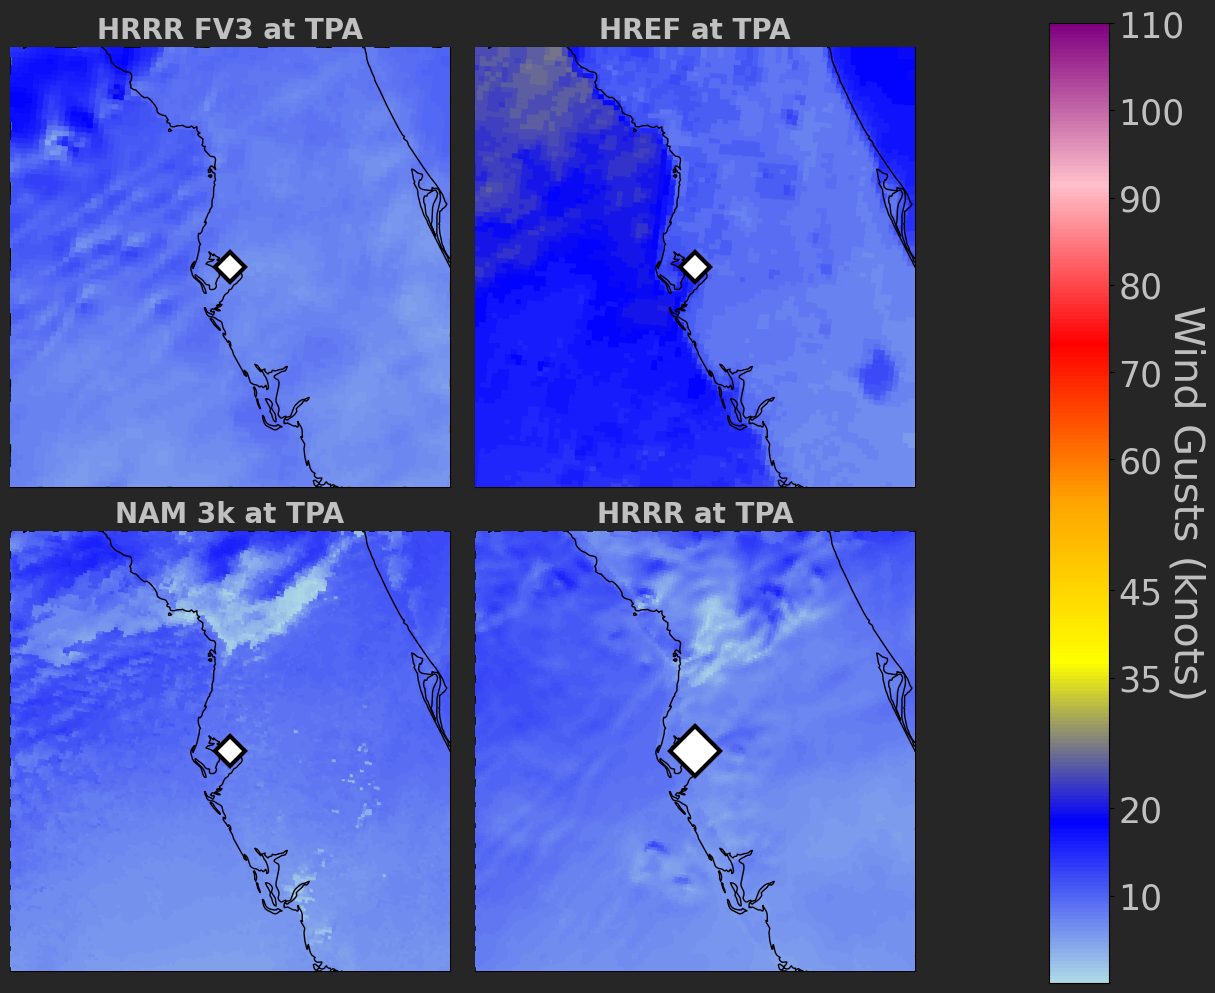 HRRR FV3 at TPA
HREF at TPA
NAM 3k at TPA
HRRR at TPA
110
100
90
80
70
60
45
35
20
10
Wind Gusts (knots)